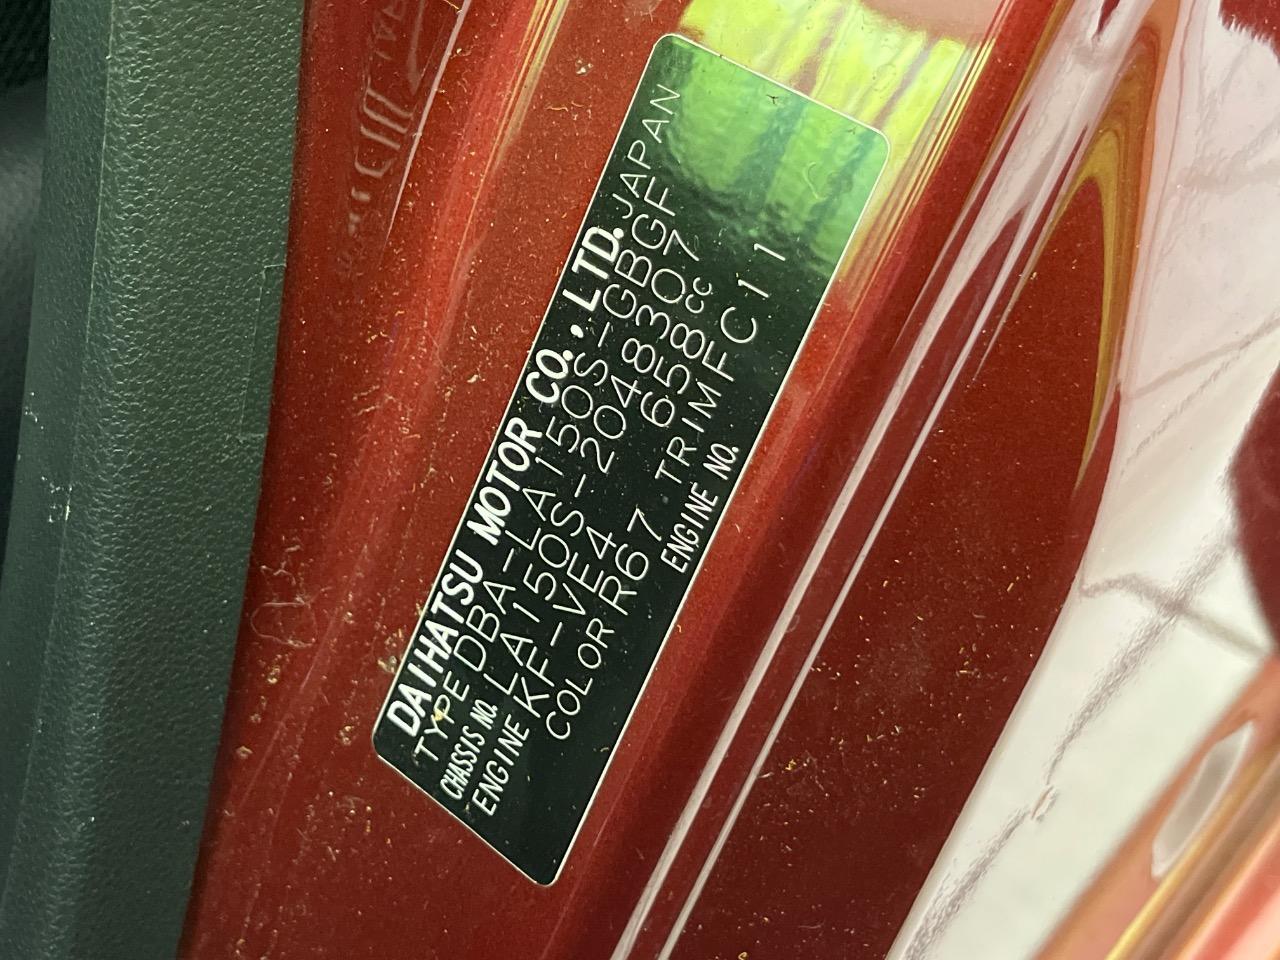 DAIHATSU MOTOR CO., LTD. JAPAN
TYPE DBA-LA150S-GBGF
CHASSIS NO. LA150S-2048307
ENGINE KF-VE4 658cc
COLOR R67 TRIM FC11
ENGINE NO.